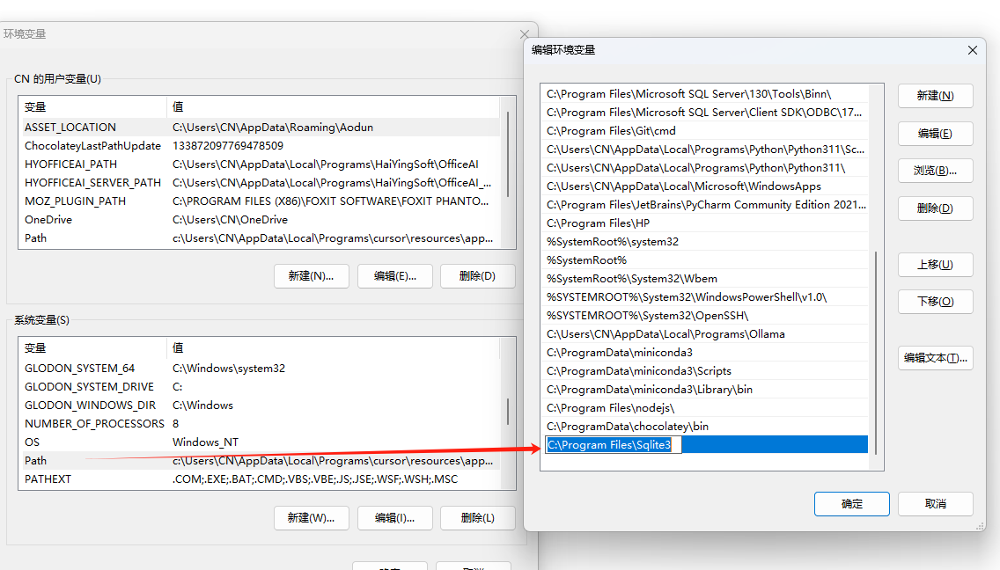 环境变量
CN 的用户变量(U)
变量 值
ASSET_LOCATION C:\Users\CN\AppData\Roaming\Aodun
ChocolateyLastPathUpdate 133872097769478509
HYOFFICEAI_PATH C:\Users\CN\AppData\Local\Programs\HaiYingSoft\OfficeAI
HYOFFICEAI_SERVER_PATH C:\Users\CN\AppData\Local\Programs\HaiYingSoft\OfficeAI_...
MOZ_PLUGIN_PATH C:\PROGRAM FILES (X86)\FOXIT SOFTWARE\FOXIT PHANTO...
OneDrive C:\Users\CN\OneDrive
Path c:\Users\CN\AppData\Local\Programs\cursor\resources\app...
新建(N)... 编辑(E)... 删除(D)
系统变量(S)
变量 值
GLODON_SYSTEM_64 C:\Windows\system32
GLODON_SYSTEM_DRIVE C:
GLODON_WINDOWS_DIR C:\Windows
NUMBER_OF_PROCESSORS 8
OS Windows_NT
Path c:\Users\CN\AppData\Local\Programs\cursor\resources\app...
PATHEXT .COM;.EXE;.BAT;.CMD;.VBS;.VBE;.JS;.JSE;.WSF;.WSH;.MSC
新建(W)... 编辑(I)... 删除(L)
编辑环境变量
C:\Program Files\Microsoft SQL Server\130\Tools\Binn\
C:\Program Files\Microsoft SQL Server\Client SDK\ODBC\17...
C:\Program Files\Git\cmd
C:\Users\CN\AppData\Local\Programs\Python\Python311\Sc...
C:\Users\CN\AppData\Local\Programs\Python\Python311\
C:\Users\CN\AppData\Local\Microsoft\WindowsApps
C:\Program Files\JetBrains\PyCharm Community Edition 2021...
C:\Program Files\HP
%SystemRoot%\system32
%SystemRoot%
%SystemRoot%\System32\Wbem
%SYSTEMROOT%\System32\WindowsPowerShell\v1.0\
%SYSTEMROOT%\System32\OpenSSH\
C:\Users\CN\AppData\Local\Programs\Ollama
C:\ProgramData\miniconda3
C:\ProgramData\miniconda3\Scripts
C:\ProgramData\miniconda3\Library\bin
C:\Program Files\nodejs\
C:\ProgramData\chocolatey\bin
C:\Program Files\Sqlite3
新建(N)
编辑(E)
浏览(B)...
删除(D)
上移(U)
下移(O)
编辑文本(T)...
确定 取消